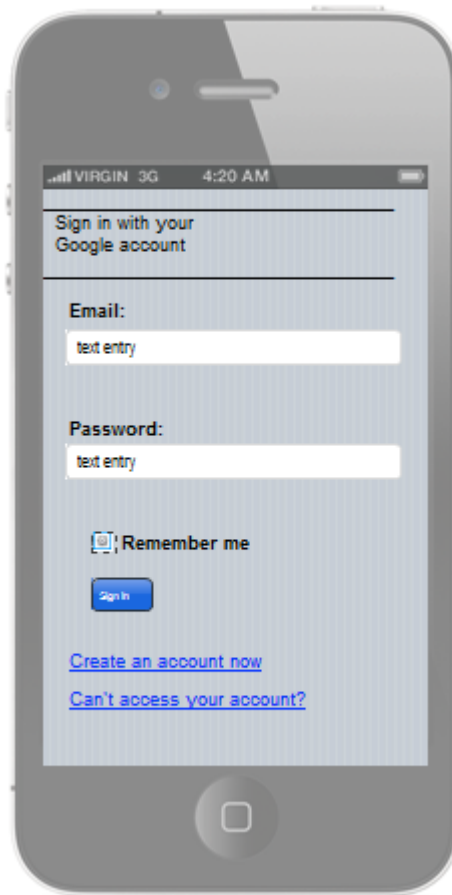 VIRGIN 3G 4:20 AM
Sign in with your
Google account
Email:
text entry
Password:
text entry
Remember me
Sign In
Create an account now
Can't access your account?